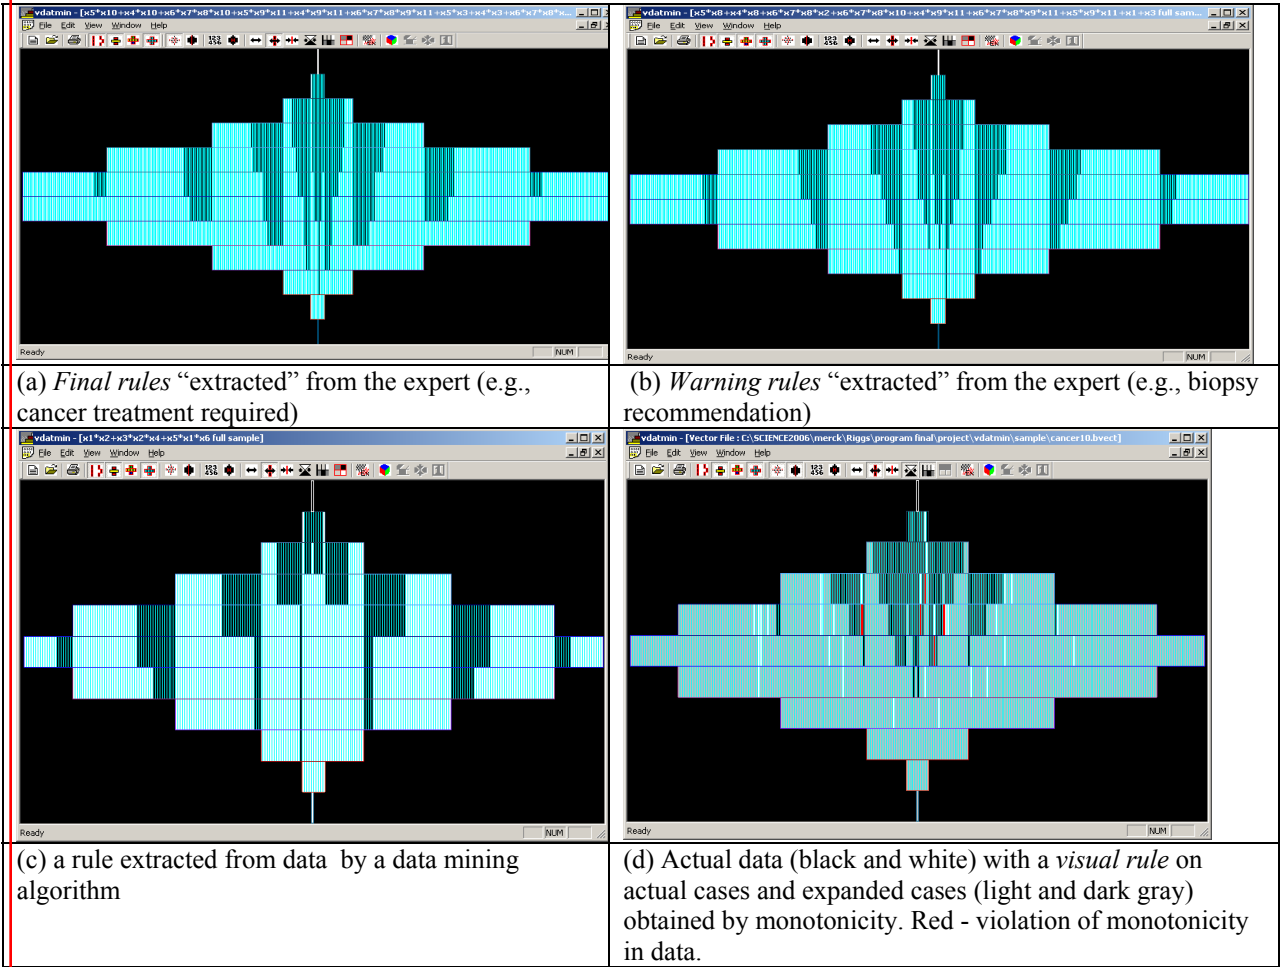 vdatmin - [x5*x10+x4*x10+x6*x7*x8*x10+x5*x9*x11+x4*x9*x11+x6*x7*x8*x9*x11+x5*x3+x4*x3+x6*x7*x8*x...
File Edit View Window Help
Ready
NUM
(a) Final rules “extracted” from the expert (e.g.,
cancer treatment required)
vdatmin - [x5*x8+x4*x8+x6*x7*x8*x2+x6*x7*x8*x10+x4*x9*x11+x6*x7*x8*x9*x11+x5*x9*x11+x1+x3 full sam...
File Edit View Window Help
Ready
NUM
(b) Warning rules “extracted” from the expert (e.g., biopsy
recommendation)
vdatmin - [x1*x2+x3*x2*x4+x5*x1*x6 full sample]
File Edit View Window Help
Ready
NUM
(c) a rule extracted from data by a data mining
algorithm
vdatmin - [Vector File : C:\SCIENCE2006\merck\Riggs\program final\project\vdatmin\sample\cancer10.bvect]
File Edit View Window Help
Ready
NUM
(d) Actual data (black and white) with a visual rule on
actual cases and expanded cases (light and dark gray)
obtained by monotonicity. Red - violation of monotonicity
in data.